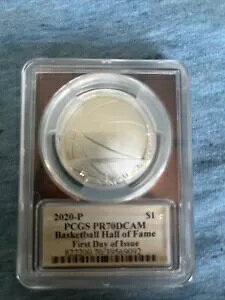 2020-P $1
PCGS PR70DCAM
Basketball Hall of Fame
First Day of Issue